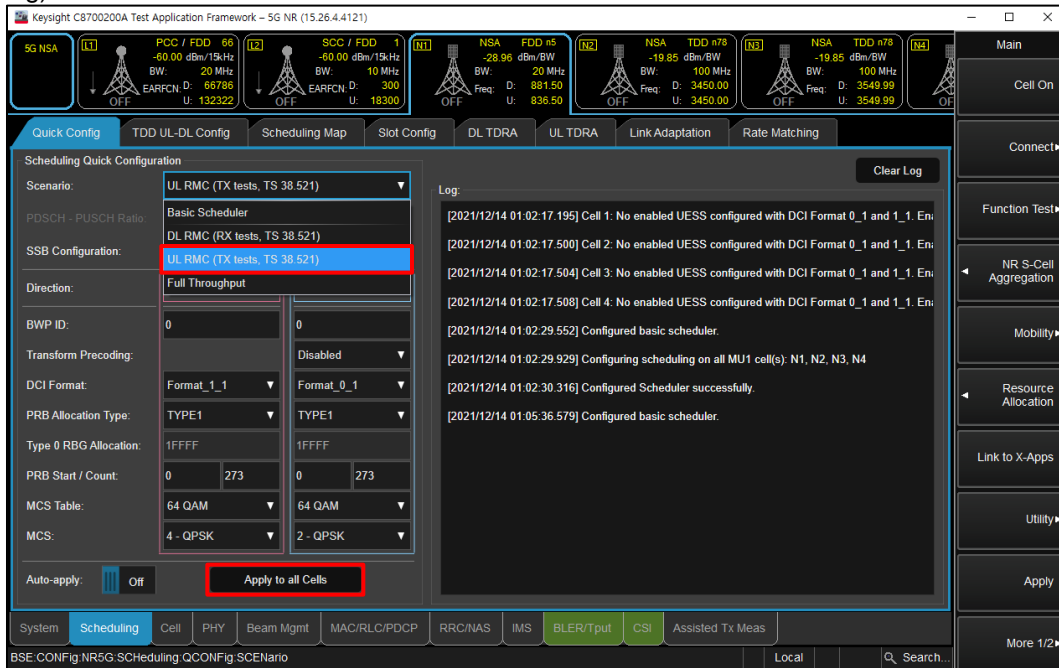 g)
Keysight C8700200A Test Application Framework – 5G NR (15.26.4.4121)
5G NSA
L1 PCC / FDD 66
-60.00 dBm/15kHz
BW: 20 MHz
EARFCN: D: 66786
U: 132322
OFF
L2 SCC / FDD 1
-60.00 dBm/15kHz
BW: 10 MHz
EARFCN: D: 300
U: 18300
OFF
N1 NSA FDD n5
-28.96 dBm/BW
BW: 20 MHz
Freq: D: 881.50
U: 836.50
OFF
N2 NSA TDD n78
-19.85 dBm/BW
BW: 100 MHz
Freq: D: 3450.00
U: 3450.00
OFF
N3 NSA TDD n78
-19.85 dBm/BW
BW: 100 MHz
Freq: D: 3549.99
U: 3549.99
OFF
N4
Quick Config TDD UL-DL Config Scheduling Map Slot Config DL TDRA UL TDRA Link Adaptation Rate Matching
Scheduling Quick Configuration
Scenario: UL RMC (TX tests, TS 38.521)
Basic Scheduler
DL RMC (RX tests, TS 38.521)
UL RMC (TX tests, TS 38.521)
Full Throughput
PDSCH - PUSCH Ratio:
SSB Configuration:
Direction:
BWP ID: 0 0
Transform Precoding: Disabled
DCI Format: Format_1_1 Format_0_1
PRB Allocation Type: TYPE1 TYPE1
Type 0 RBG Allocation: 1FFFF 1FFFF
PRB Start / Count: 0 273 0 273
MCS Table: 64 QAM 64 QAM
MCS: 4 - QPSK 2 - QPSK
Auto-apply: Off Apply to all Cells
Clear Log
Log:
[2021/12/14 01:02:17.195] Cell 1: No enabled UESS configured with DCI Format 0_1 and 1_1. Ena
[2021/12/14 01:02:17.500] Cell 2: No enabled UESS configured with DCI Format 0_1 and 1_1. Ena
[2021/12/14 01:02:17.504] Cell 3: No enabled UESS configured with DCI Format 0_1 and 1_1. Ena
[2021/12/14 01:02:17.508] Cell 4: No enabled UESS configured with DCI Format 0_1 and 1_1. Ena
[2021/12/14 01:02:29.552] Configured basic scheduler.
[2021/12/14 01:02:29.929] Configuring scheduling on all MU1 cell(s): N1, N2, N3, N4
[2021/12/14 01:02:30.316] Configured Scheduler successfully.
[2021/12/14 01:05:36.579] Configured basic scheduler.
Main
Cell On
Connect
Function Test
NR S-Cell
Aggregation
Mobility
Resource
Allocation
Link to X-Apps
Utility
Apply
More 1/2
System Scheduling Cell PHY Beam Mgmt MAC/RLC/PDCP RRC/NAS IMS BLER/Tput CSI Assisted Tx Meas
BSE:CONFig:NR5G:SCHeduling:QCONFig:SCENario Local Search...